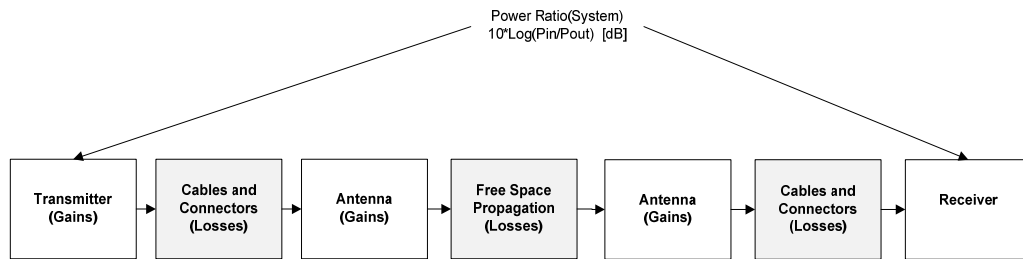 Power Ratio(System)
10*Log(Pin/Pout) [dB]
Transmitter
(Gains)
Cables and
Connectors
(Losses)
Antenna
(Gains)
Free Space
Propagation
(Losses)
Antenna
(Gains)
Cables and
Connectors
(Losses)
Receiver